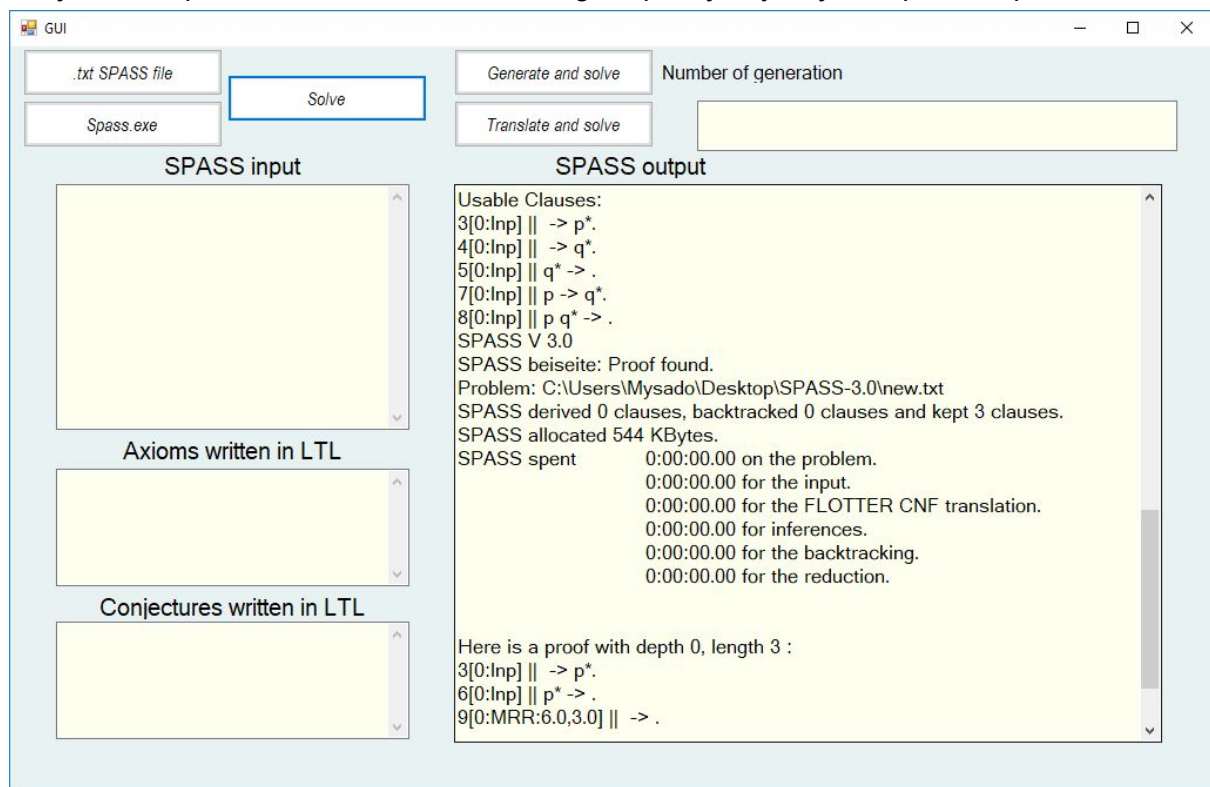 GUI
.txt SPASS file
Solve
Spass.exe
Generate and solve
Number of generation
Translate and solve
SPASS input
SPASS output
Usable Clauses:
3[0:Inp] || -> p*.
4[0:Inp] || -> q*.
5[0:Inp] || q* -> .
7[0:Inp] || p -> q*.
8[0:Inp] || p q* -> .
SPASS V 3.0
SPASS beiseite: Proof found.
Problem: C:\Users\Mysado\Desktop\SPASS-3.0\new.txt
SPASS derived 0 clauses, backtracked 0 clauses and kept 3 clauses.
SPASS allocated 544 KBytes.
SPASS spent 0:00:00.00 on the problem.
0:00:00.00 for the input.
0:00:00.00 for the FLOTTER CNF translation.
0:00:00.00 for inferences.
0:00:00.00 for the backtracking.
0:00:00.00 for the reduction.
Here is a proof with depth 0, length 3 :
3[0:Inp] || -> p*.
6[0:Inp] || p* -> .
9[0:MRR:6.0,3.0] || -> .
Axioms written in LTL
Conjectures written in LTL